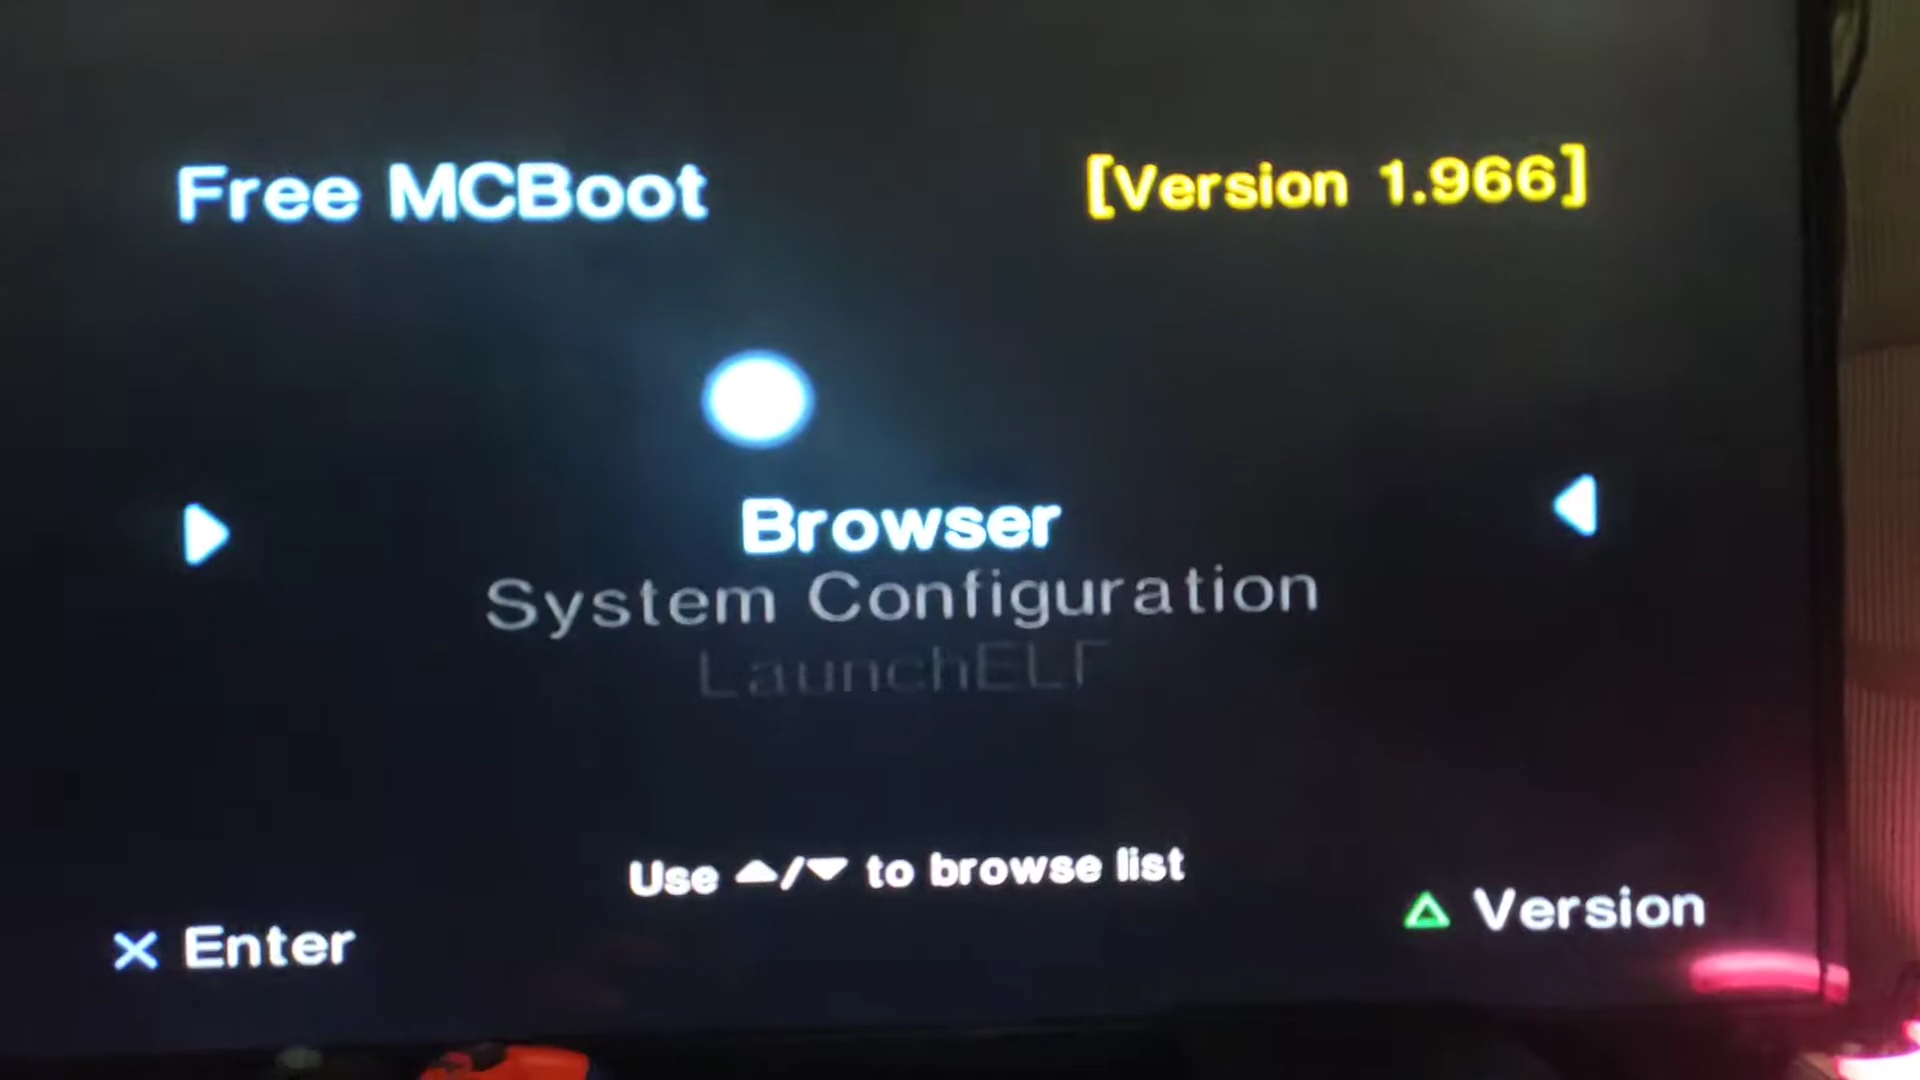 Free MCBoot
[Version 1.966]
Browser
System Configuration
LaunchELF
Use ▲/▼ to browse list
✕ Enter
△ Version